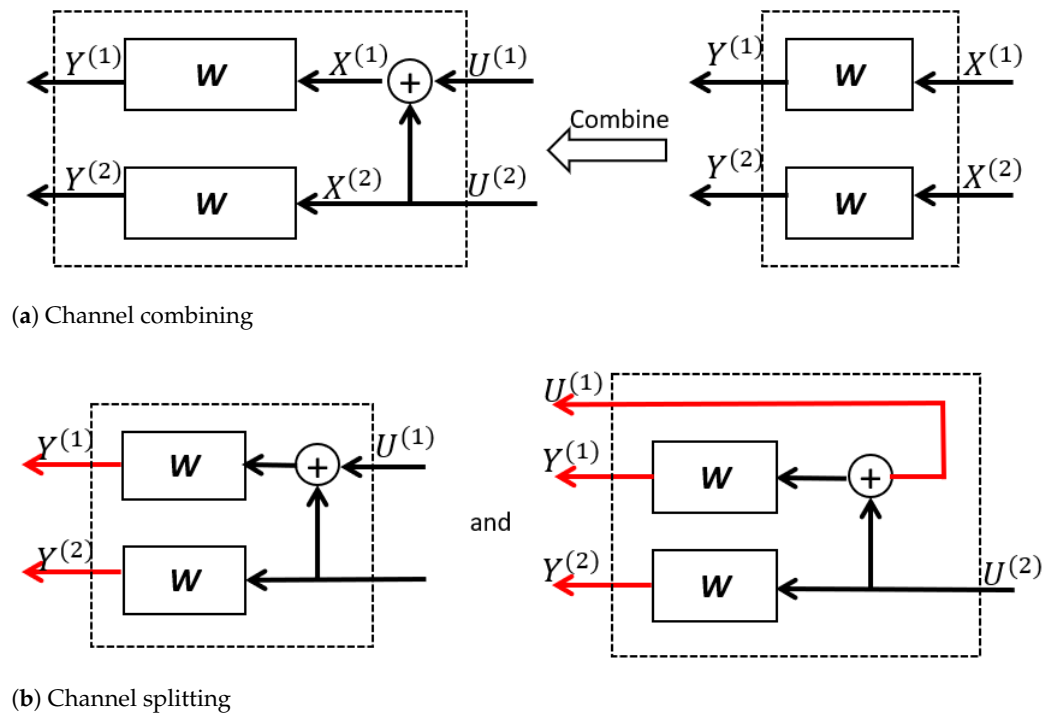 Y^(1) W X^(1) + U^(1)
Y^(2) W X^(2) U^(2)
Combine
Y^(1) W X^(1)
Y^(2) W X^(2)
(a) Channel combining
Y^(1) W + U^(1)
Y^(2) W
and
U^(1)
Y^(1) W +
Y^(2) W U^(2)
(b) Channel splitting